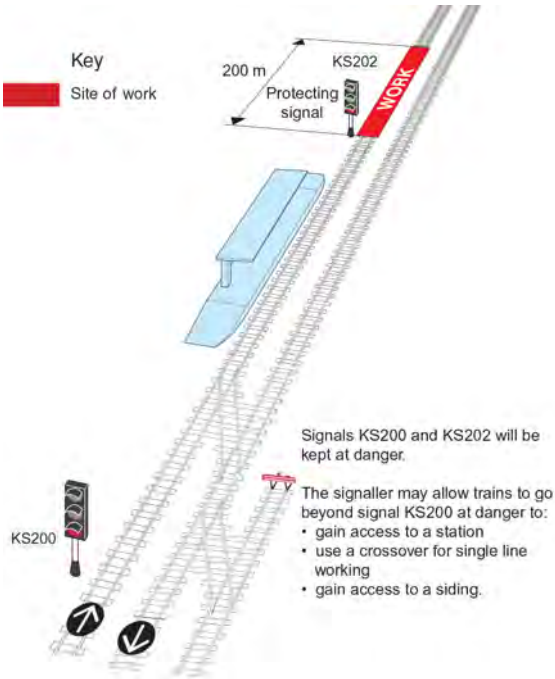 Key
Site of work
200 m
KS202
Protecting
signal
WORK
Signals KS200 and KS202 will be
kept at danger.
The signaller may allow trains to go
beyond signal KS200 at danger to:
• gain access to a station
• use a crossover for single line
working
• gain access to a siding.
KS200